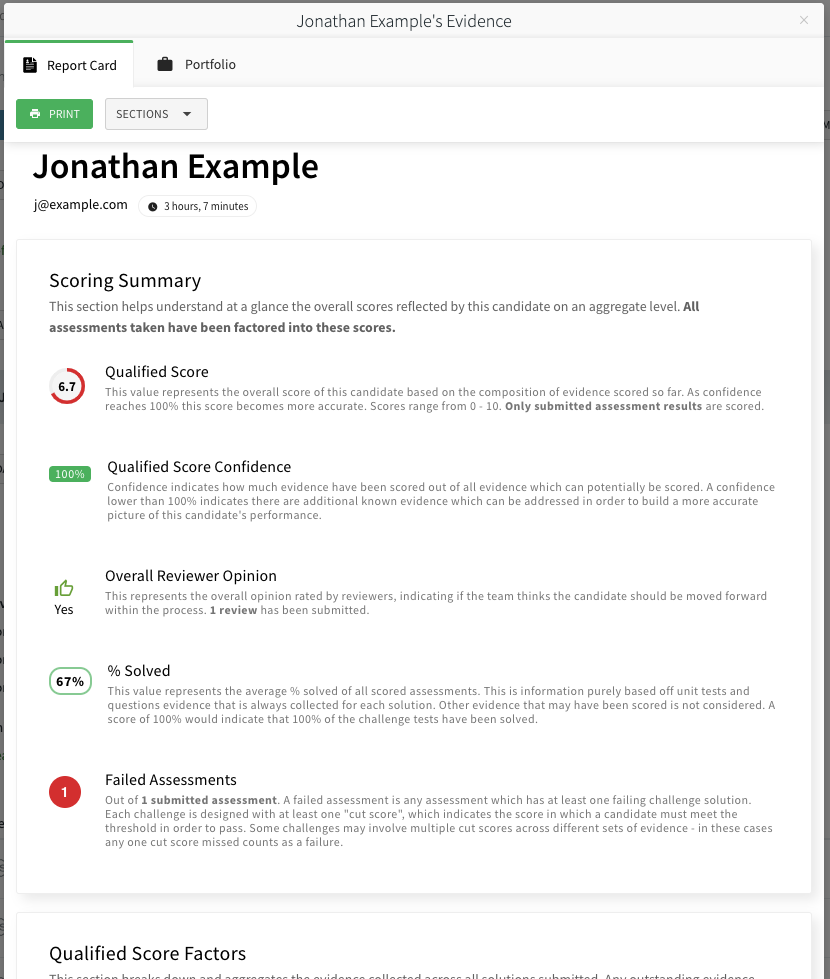 Jonathan Example's Evidence
×
Report Card
Portfolio
PRINT
SECTIONS
Jonathan Example
j@example.com
3 hours, 7 minutes
Scoring Summary
This section helps understand at a glance the overall scores reflected by this candidate on an aggregate level. All
assessments taken have been factored into these scores.
6.7
Qualified Score
This value represents the overall score of this candidate based on the composition of evidence scored so far. As confidence
reaches 100% this score becomes more accurate. Scores range from 0 - 10. Only submitted assessment results are scored.
100%
Qualified Score Confidence
Confidence indicates how much evidence have been scored out of all evidence which can potentially be scored. A confidence
lower than 100% indicates there are additional known evidence which can be addressed in order to build a more accurate
picture of this candidate's performance.
Yes
Overall Reviewer Opinion
This represents the overall opinion rated by reviewers, indicating if the team thinks the candidate should be moved forward
within the process. 1 review has been submitted.
67%
% Solved
This value represents the average % solved of all scored assessments. This is information purely based off unit tests and
questions evidence that is always collected for each solution. Other evidence that may have been scored is not considered. A
score of 100% would indicate that 100% of the challenge tests have been solved.
1
Failed Assessments
Out of 1 submitted assessment. A failed assessment is any assessment which has at least one failing challenge solution.
Each challenge is designed with at least one "cut score", which indicates the score in which a candidate must meet the
threshold in order to pass. Some challenges may involve multiple cut scores across different sets of evidence - in these cases
any one cut score missed counts as a failure.
Qualified Score Factors
This section breaks down and aggregates the evidence collected across all solutions submitted. Any outstanding evidence